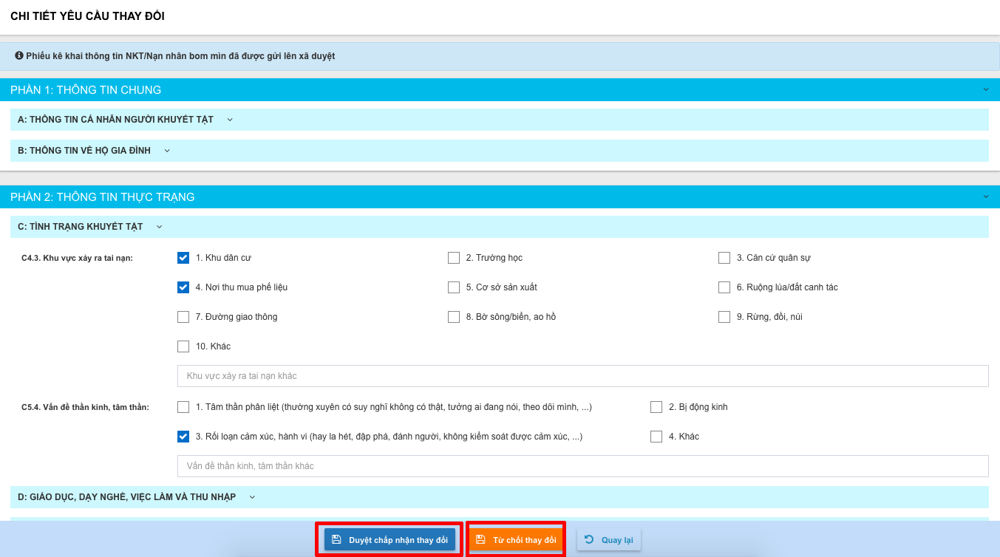 CHI TIẾT YÊU CẦU THAY ĐỔI
Phiếu kê khai thông tin NKT/Nạn nhân bom mìn đã được gửi lên xã duyệt
PHẦN 1: THÔNG TIN CHUNG
A: THÔNG TIN CÁ NHÂN NGƯỜI KHUYẾT TẬT
B: THÔNG TIN VỀ HỘ GIA ĐÌNH
PHẦN 2: THÔNG TIN THỰC TRẠNG
C: TÌNH TRẠNG KHUYẾT TẬT
C4.3. Khu vực xảy ra tai nạn: 1. Khu dân cư 2. Trường học 3. Căn cứ quân sự
4. Nơi thu mua phế liệu 5. Cơ sở sản xuất 6. Ruộng lúa/đất canh tác
7. Đường giao thông 8. Bờ sông/biển, ao hồ 9. Rừng, đồi, núi
10. Khác
Khu vực xảy ra tai nạn khác
C5.4. Vấn đề thần kinh, tâm thần: 1. Tâm thần phân liệt (thường xuyên có suy nghĩ không có thật, tưởng ai đang nói, theo dõi mình, ...) 2. Bị động kinh
3. Rối loạn cảm xúc, hành vi (hay la hét, đập phá, đánh người, không kiểm soát được cảm xúc, ...) 4. Khác
Vấn đề thần kinh, tâm thần khác
D: GIÁO DỤC, DẠY NGHỀ, VIỆC LÀM VÀ THU NHẬP
Duyệt chấp nhận thay đổi Từ chối thay đổi Quay lại